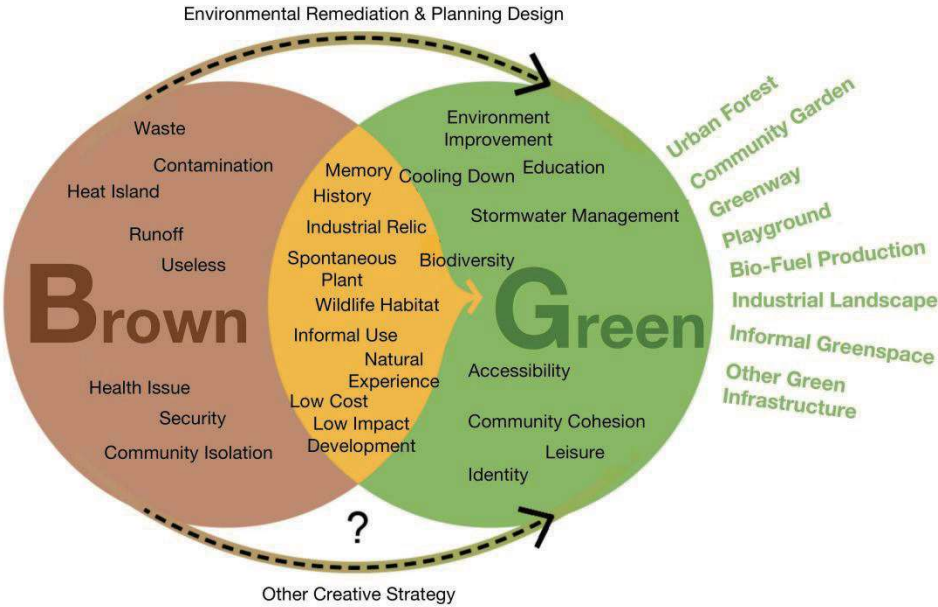 Environmental Remediation & Planning Design
Waste
Contamination
Heat Island
Runoff
Useless
Brown
Health Issue
Security
Community Isolation
Memory
History
Industrial Relic
Spontaneous
Plant
Wildlife Habitat
Informal Use
Natural
Experience
Low Cost
Low Impact
Development
Environment
Improvement
Cooling Down
Education
Stormwater Management
Biodiversity
Green
Accessibility
Community Cohesion
Leisure
Identity
Urban Forest
Community Garden
Greenway
Playground
Bio-Fuel Production
Industrial Landscape
Informal Greenspace
Other Green
Infrastructure
?
Other Creative Strategy